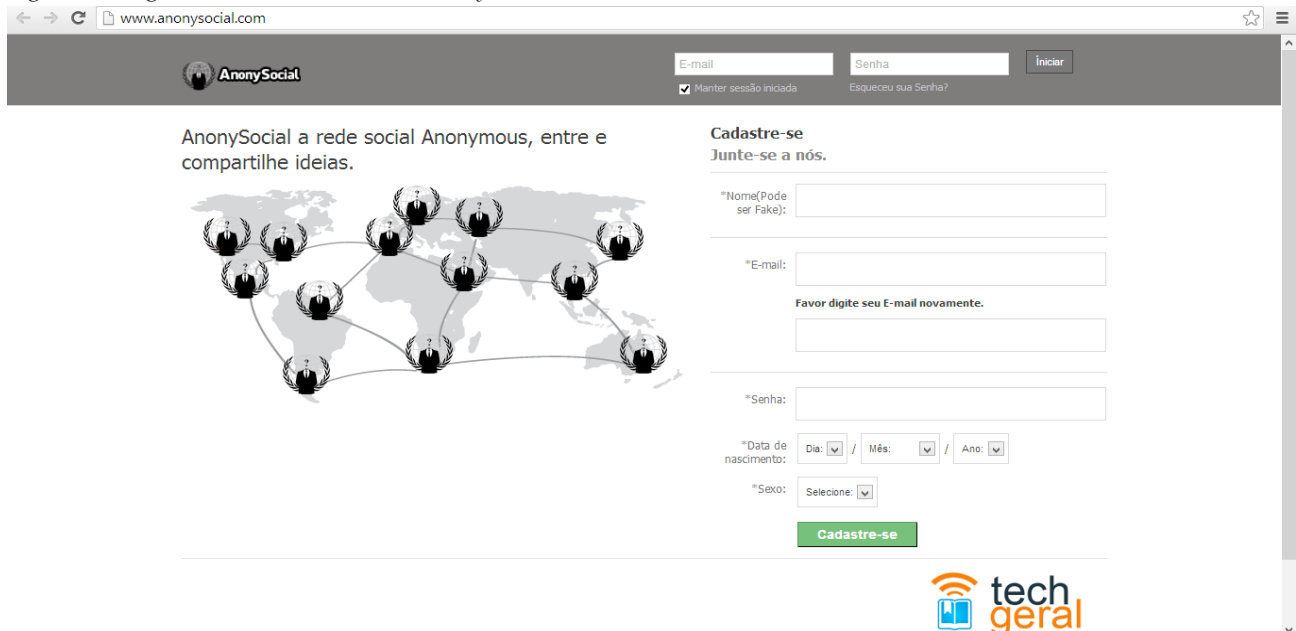 www.anonysocial.com
AnonySocial
E-mail
Senha
Iniciar
Manter sessão iniciada
Esqueceu sua Senha?
AnonySocial a rede social Anonymous, entre e
compartilhe ideias.
Cadastre-se
Junte-se a nós.
*Nome(Pode
ser Fake):
*E-mail:
Favor digite seu E-mail novamente.
*Senha:
*Data de
nascimento:
Dia: / Mês: / Ano:
*Sexo:
Selecione:
Cadastre-se
tech
geral